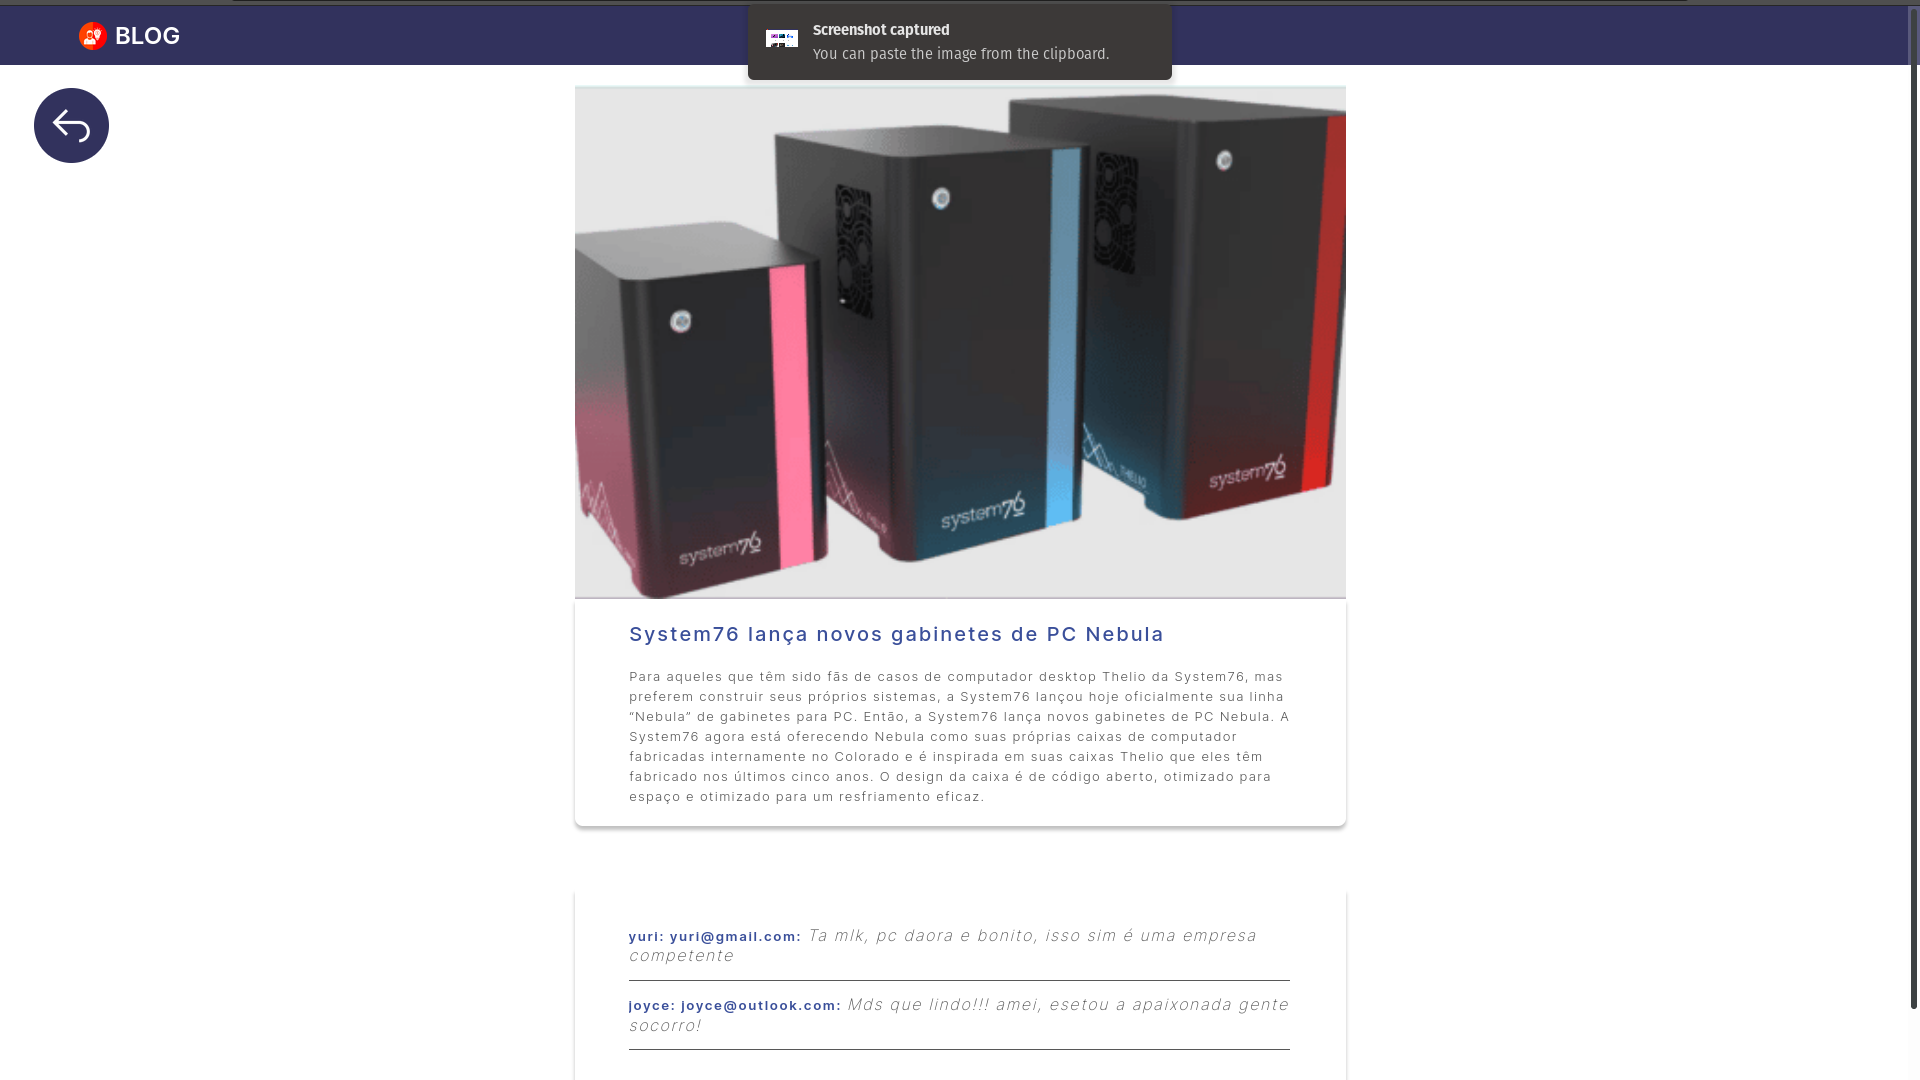 BLOG
Screenshot captured
You can paste the image from the clipboard.
THELIO
system76
system76
system76
System76 lança novos gabinetes de PC Nebula
Para aqueles que têm sido fãs de casos de computador desktop Thelio da System76, mas
preferem construir seus próprios sistemas, a System76 lançou hoje oficialmente sua linha
“Nebula” de gabinetes para PC. Então, a System76 lança novos gabinetes de PC Nebula. A
System76 agora está oferecendo Nebula como suas próprias caixas de computador
fabricadas internamente no Colorado e é inspirada em suas caixas Thelio que eles têm
fabricado nos últimos cinco anos. O design da caixa é de código aberto, otimizado para
espaço e otimizado para um resfriamento eficaz.
yuri: yuri@gmail.com: Ta mlk, pc daora e bonito, isso sim é uma empresa
competente
joyce: joyce@outlook.com: Mds que lindo!!! amei, esetou a apaixonada gente
socorro!